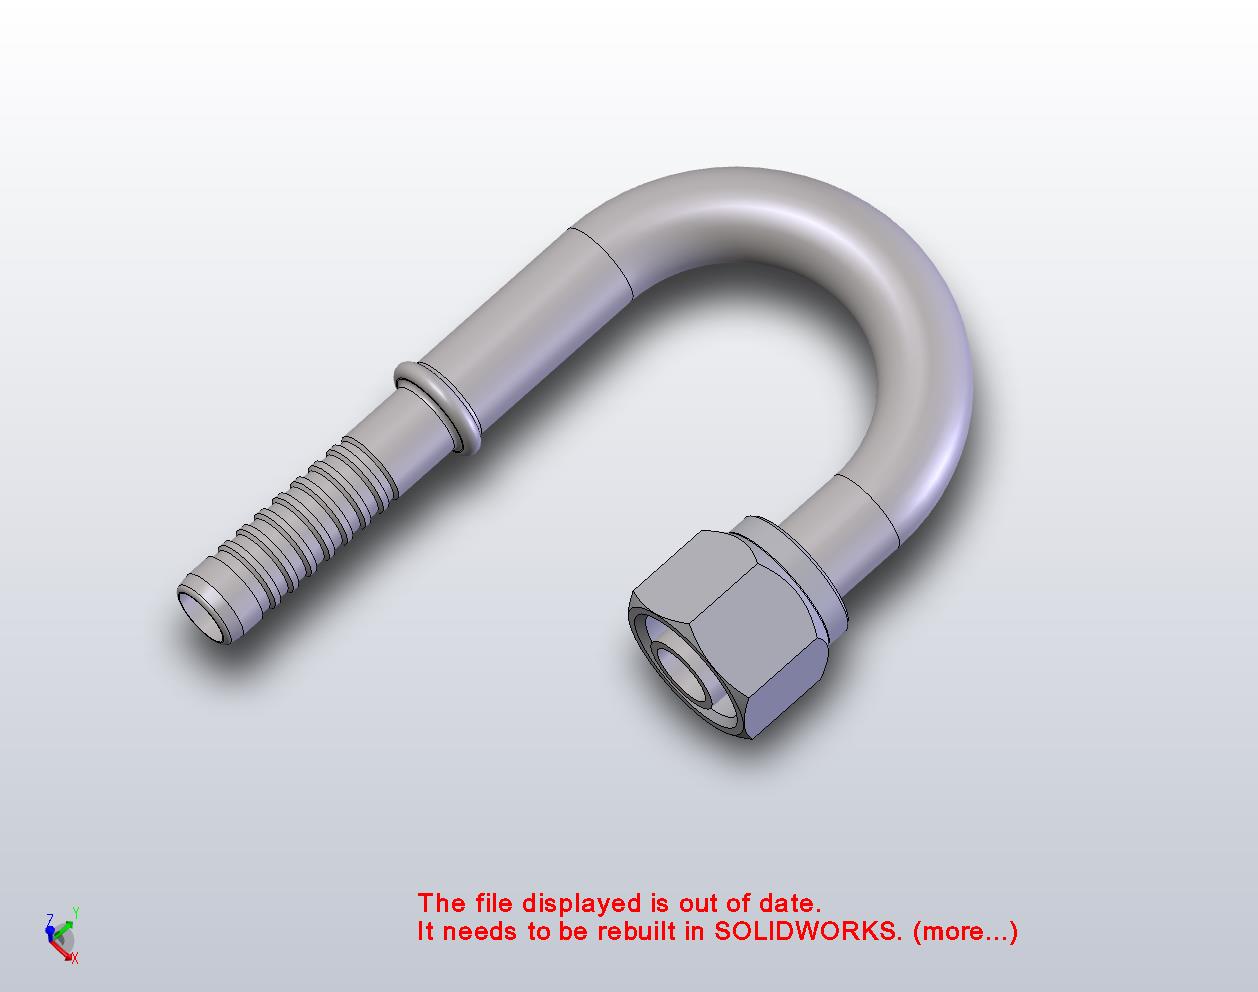 The file displayed is out of date.
It needs to be rebuilt in SOLIDWORKS. (more...)
Z
Y
X